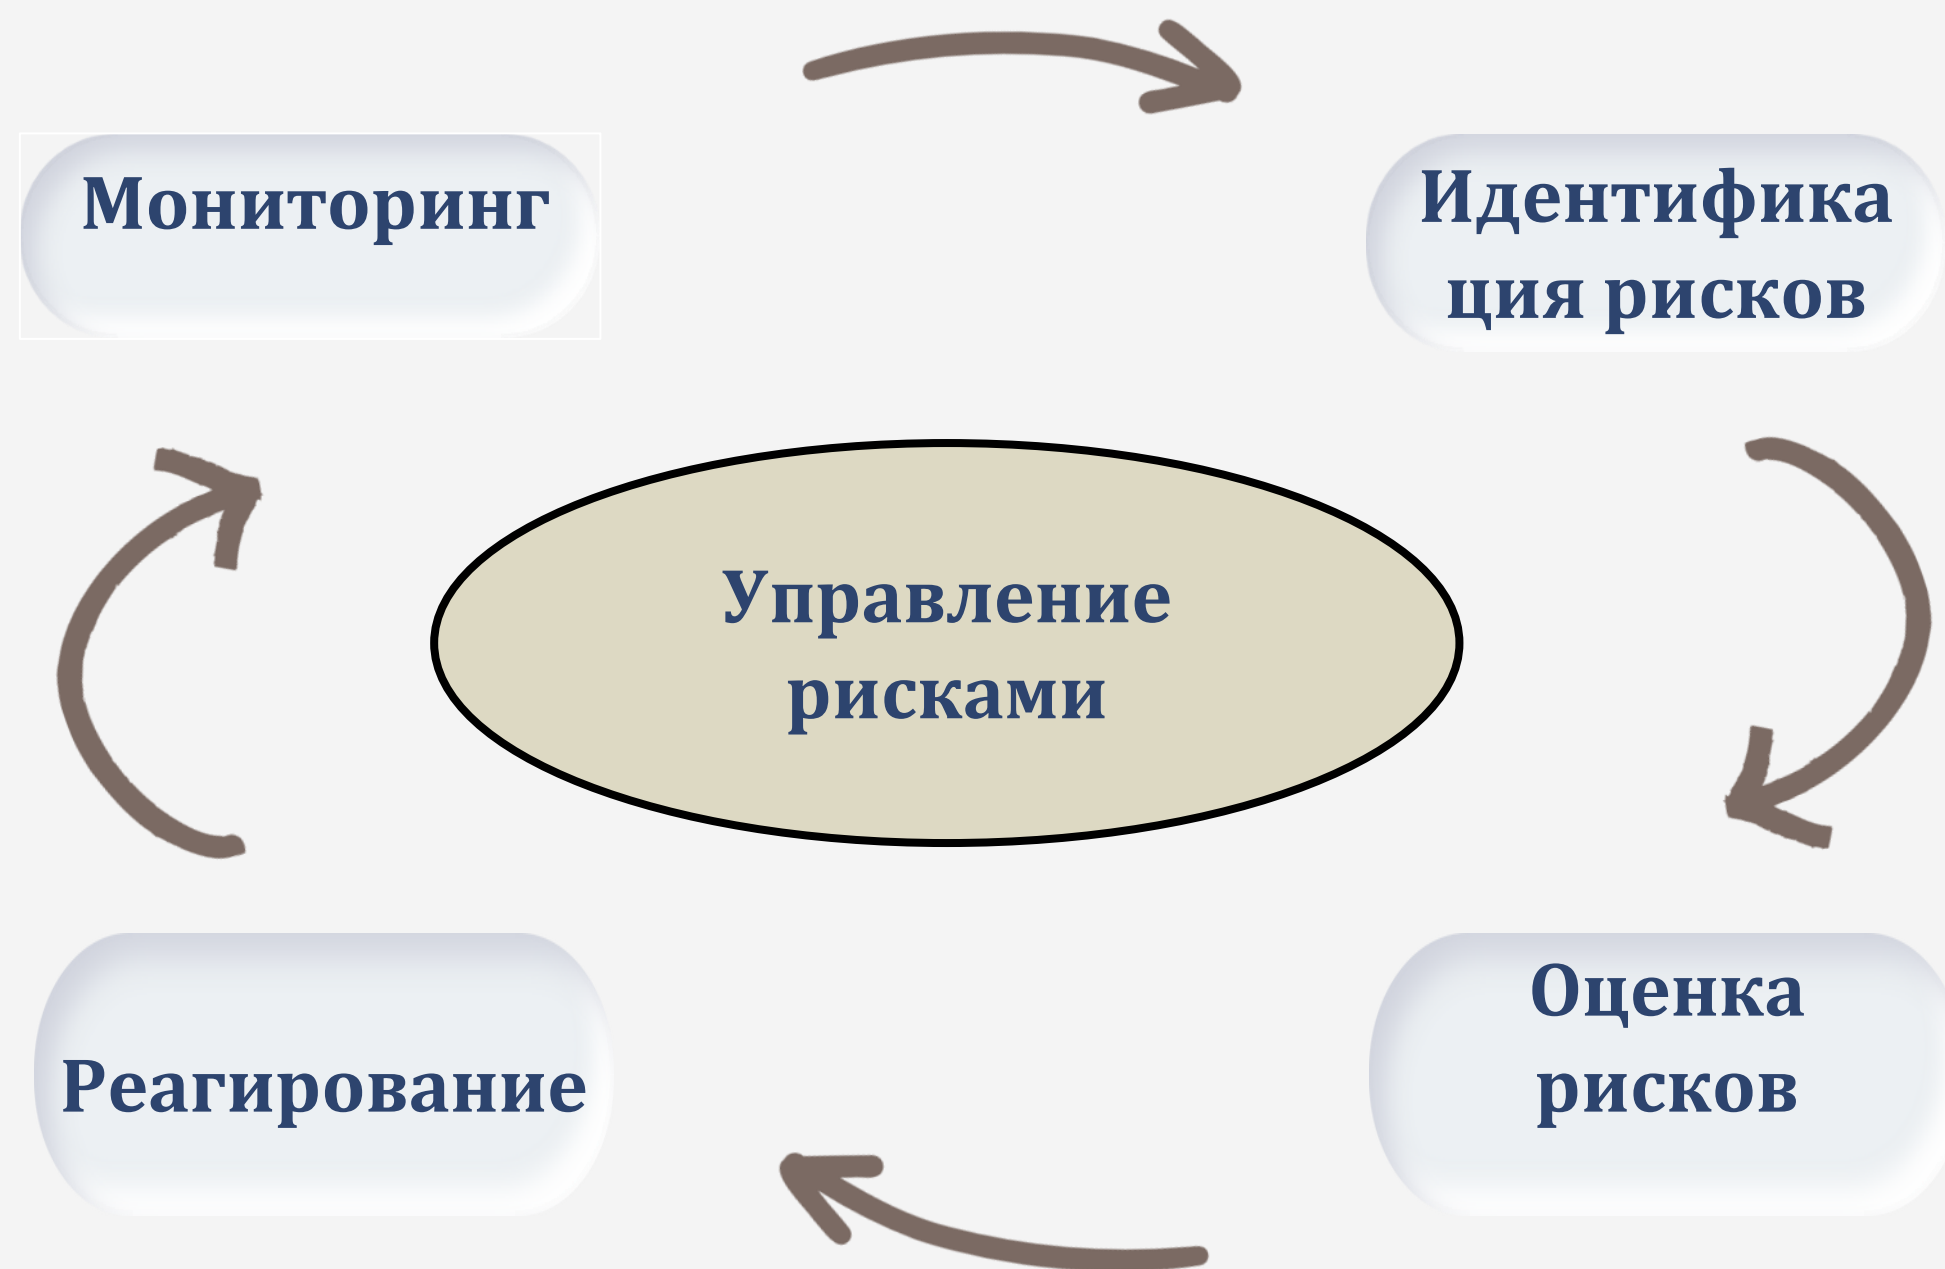 Мониторинг
Идентифика
ция рисков
Управление
рисками
Реагирование
Оценка
рисков